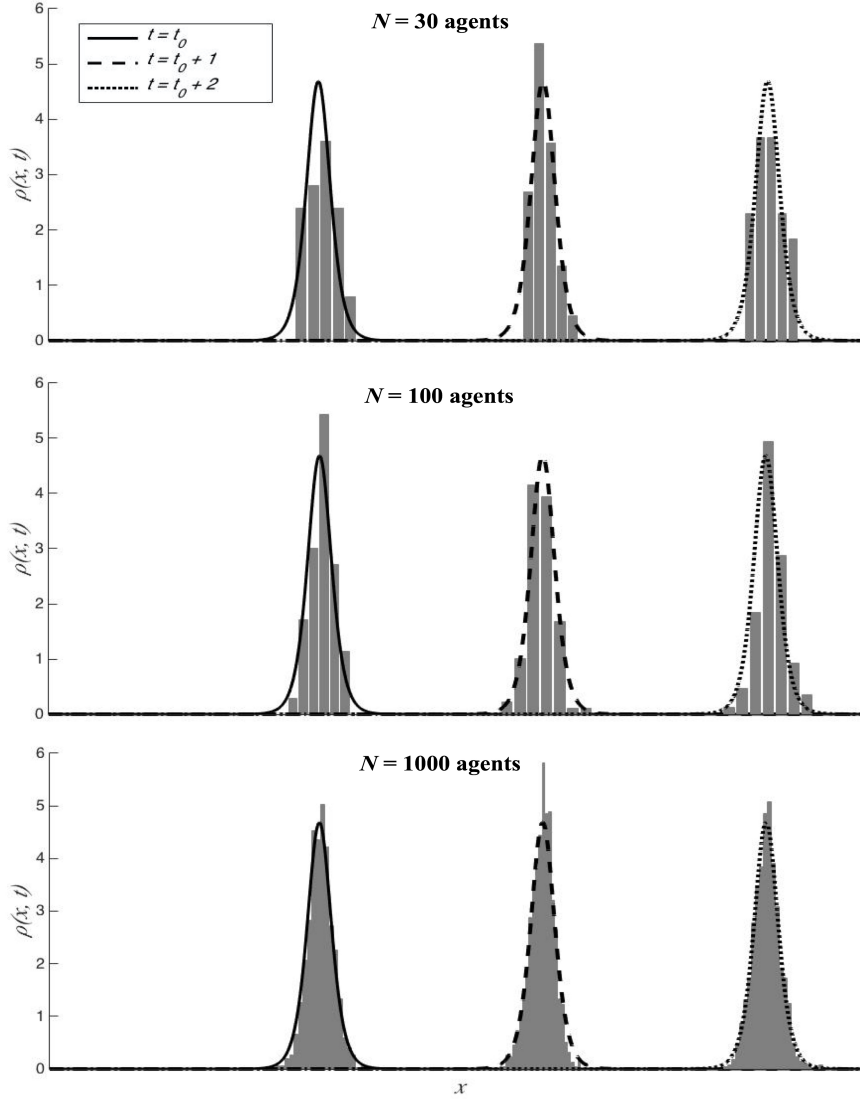 N = 30 agents
t = t₀
t = t₀ + 1
t = t₀ + 2
6
5
4
3
2
1
0
ρ(x, t)
N = 100 agents
6
5
4
3
2
1
0
ρ(x, t)
N = 1000 agents
6
5
4
3
2
1
0
ρ(x, t)
x